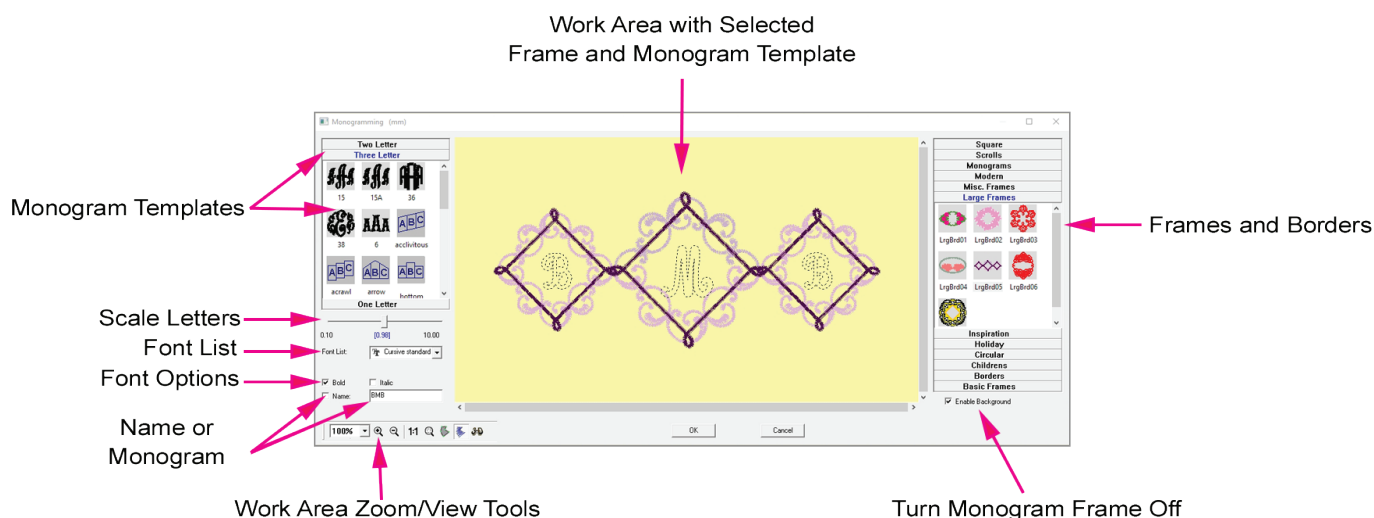 Work Area with Selected
Frame and Monogram Template
Monogramming (mm)
Two Letter
Three Letter
15 15A 36
38 6 acclivitous
acrawl arrow bottom
One Letter
0.10 [0.98] 10.00
Font List: Cursive standard
Bold Italic
Name: BMB
100% 1:1
OK Cancel
B M B
Square
Scrolls
Monograms
Modern
Misc. Frames
Large Frames
LrgBrd01 LrgBrd02 LrgBrd03
LrgBrd04 LrgBrd05 LrgBrd06
Inspiration
Holiday
Circular
Childrens
Borders
Basic Frames
Enable Background
Monogram Templates
Scale Letters
Font List
Font Options
Name or
Monogram
Work Area Zoom/View Tools
Frames and Borders
Turn Monogram Frame Off